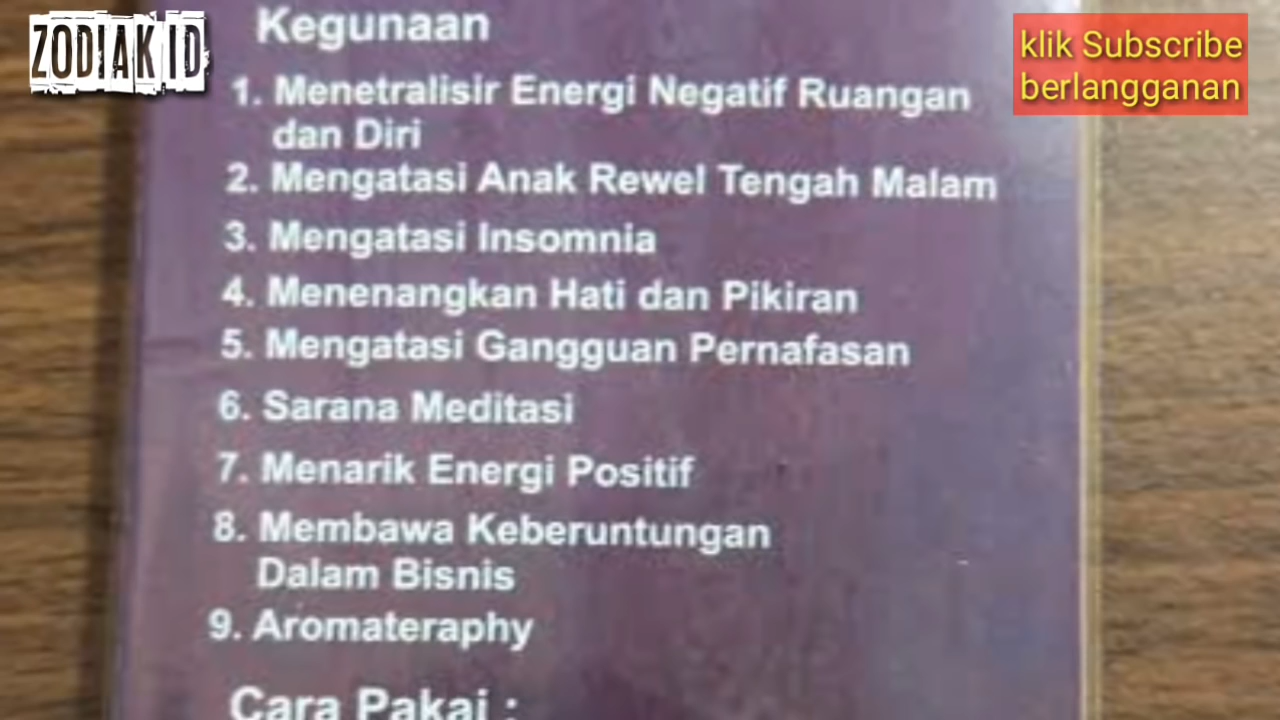 ZODIAK ID
klik Subscribe
berlangganan
Kegunaan
1. Menetralisir Energi Negatif Ruangan
dan Diri
2. Mengatasi Anak Rewel Tengah Malam
3. Mengatasi Insomnia
4. Menenangkan Hati dan Pikiran
5. Mengatasi Gangguan Pernafasan
6. Sarana Meditasi
7. Menarik Energi Positif
8. Membawa Keberuntungan
Dalam Bisnis
9. Aromateraphy
Cara Pakai :